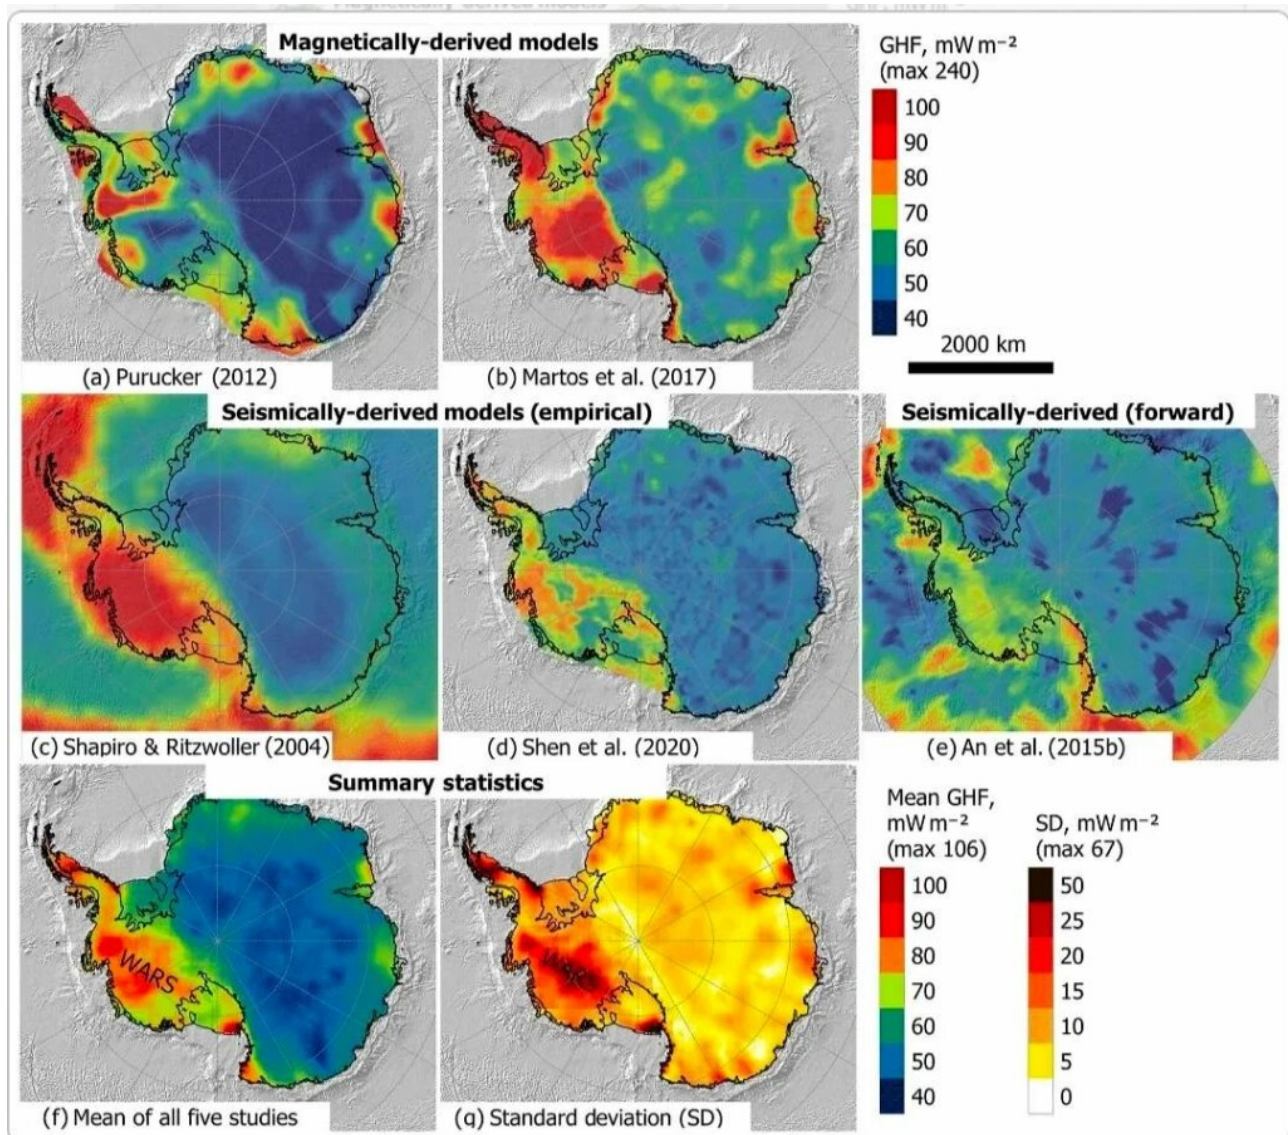 Magnetically-derived models
GHF, mW m⁻²
(max 240)
100
90
80
70
60
50
40
2000 km
(a) Purucker (2012)
(b) Martos et al. (2017)
Seismically-derived models (empirical)
Seismically-derived (forward)
(c) Shapiro & Ritzwoller (2004)
(d) Shen et al. (2020)
(e) An et al. (2015b)
Summary statistics
Mean GHF,
mW m⁻²
(max 106)
100
90
80
70
60
50
40
SD, mW m⁻²
(max 67)
50
25
20
15
10
5
0
WARS
WARS
(f) Mean of all five studies
(g) Standard deviation (SD)